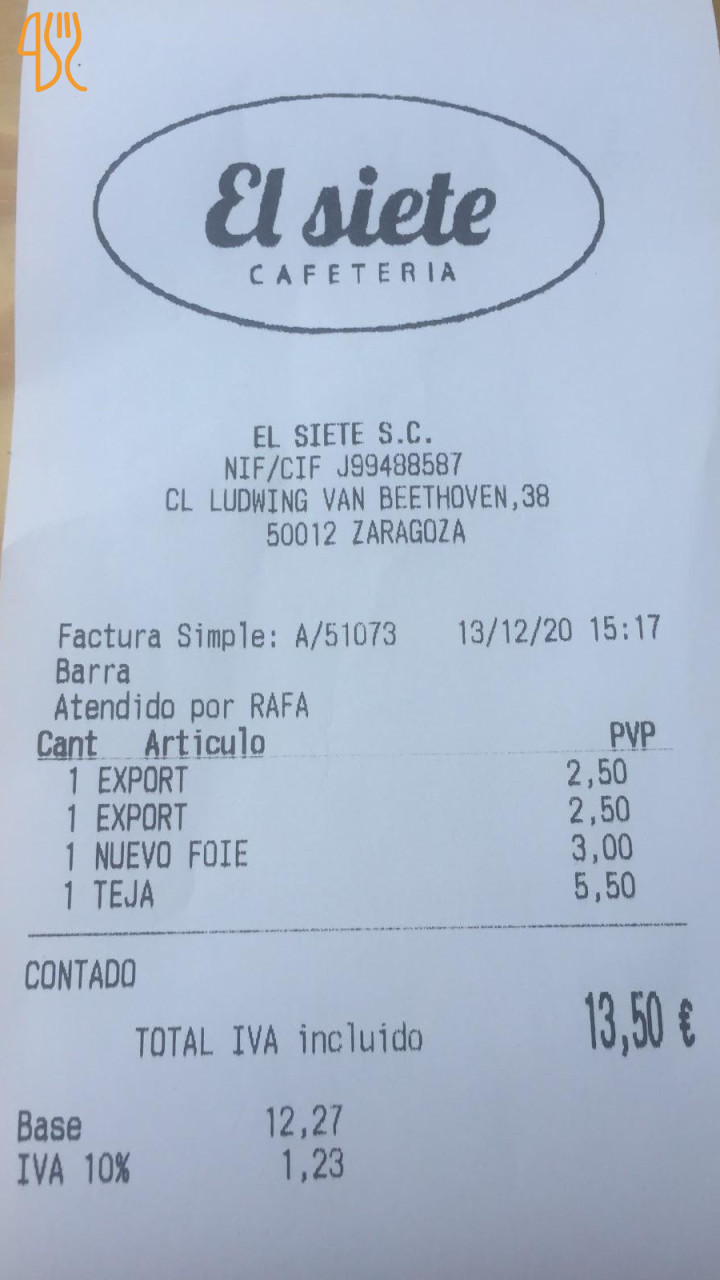 El siete
CAFETERIA
EL SIETE S.C.
NIF/CIF J99488587
CL LUDWING VAN BEETHOVEN,38
50012 ZARAGOZA
Factura Simple: A/51073 13/12/20 15:17
Barra
Atendido por RAFA
Cant Articulo PVP
1 EXPORT 2,50
1 EXPORT 2,50
1 NUEVO FOIE 3,00
1 TEJA 5,50
CONTADO
TOTAL IVA incluido 13,50 €
Base 12,27
IVA 10% 1,23